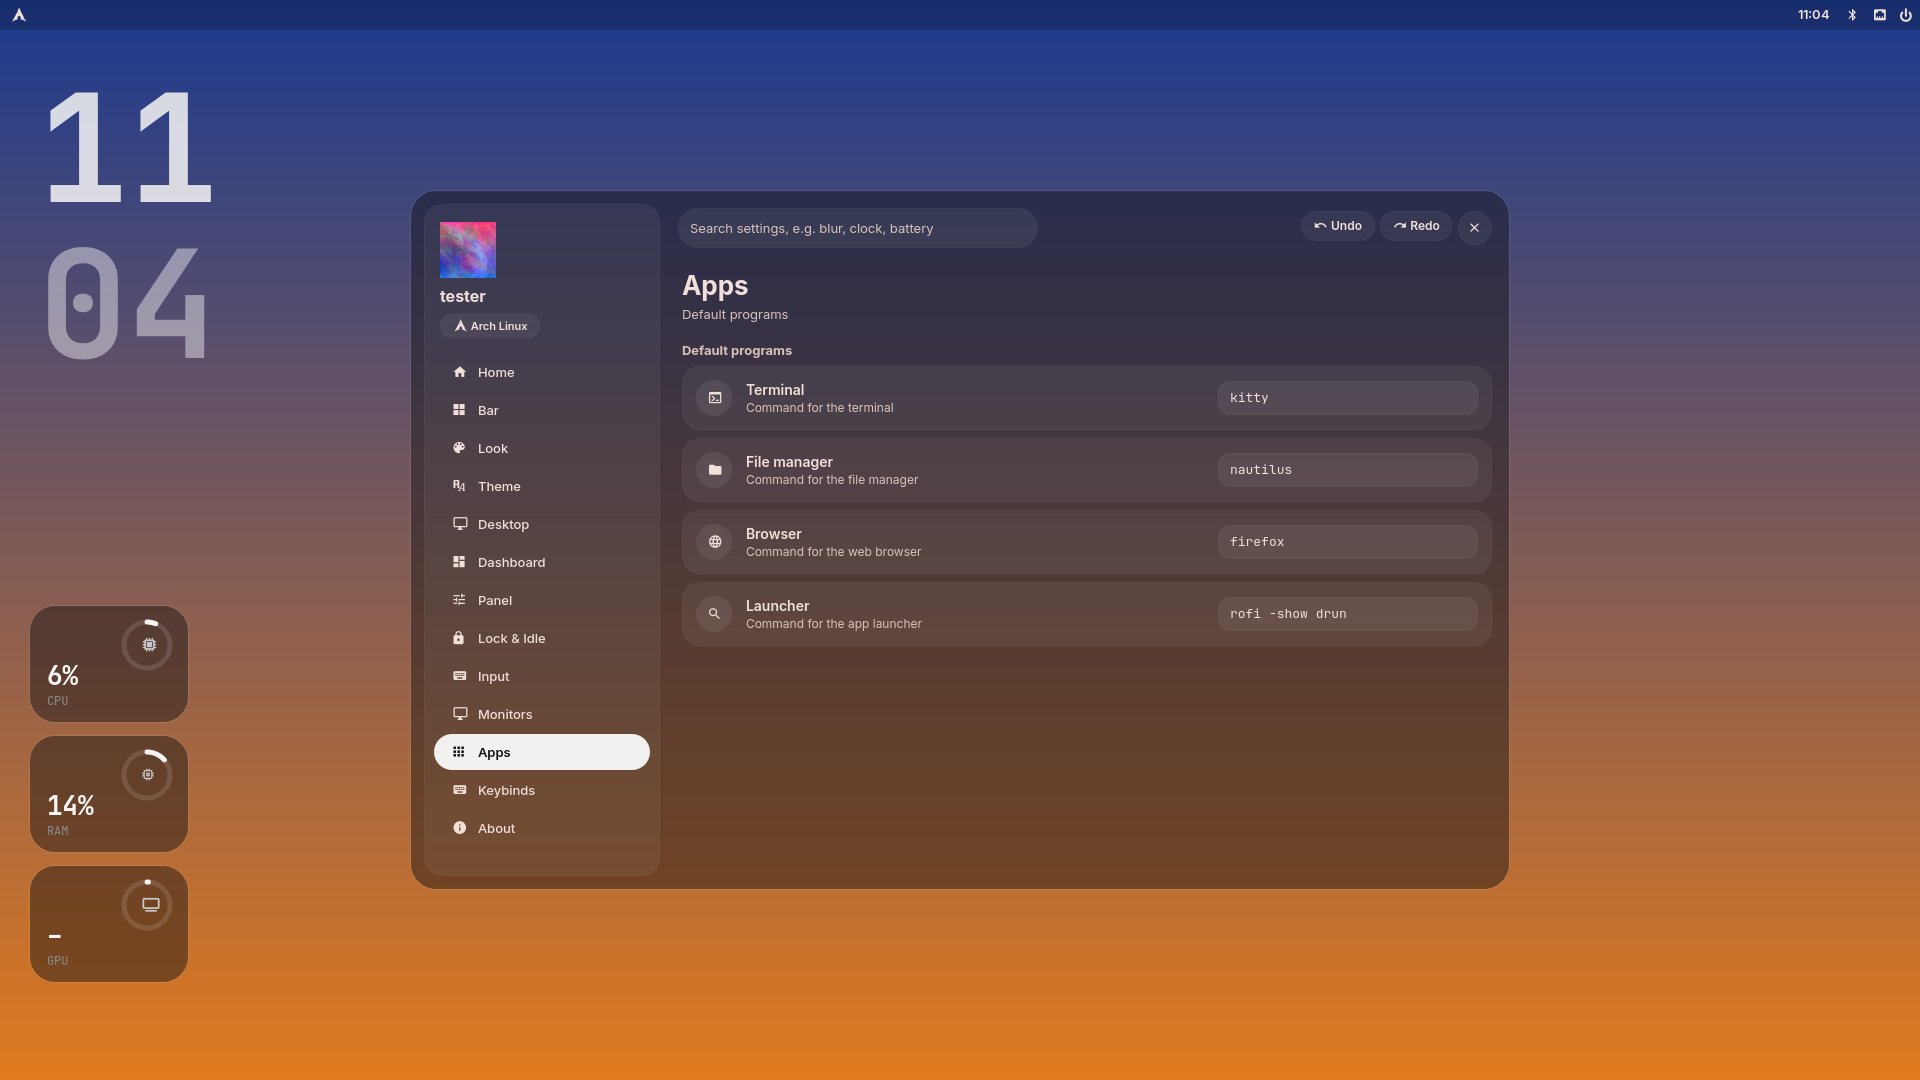 11:04
11
04
6%
CPU
14%
RAM
–
GPU
tester
Arch Linux
Home
Bar
Look
Theme
Desktop
Dashboard
Panel
Lock & Idle
Input
Monitors
Apps
Keybinds
About
Search settings, e.g. blur, clock, battery
Undo
Redo
Apps
Default programs
Default programs
Terminal
Command for the terminal
kitty
File manager
Command for the file manager
nautilus
Browser
Command for the web browser
firefox
Launcher
Command for the app launcher
rofi -show drun